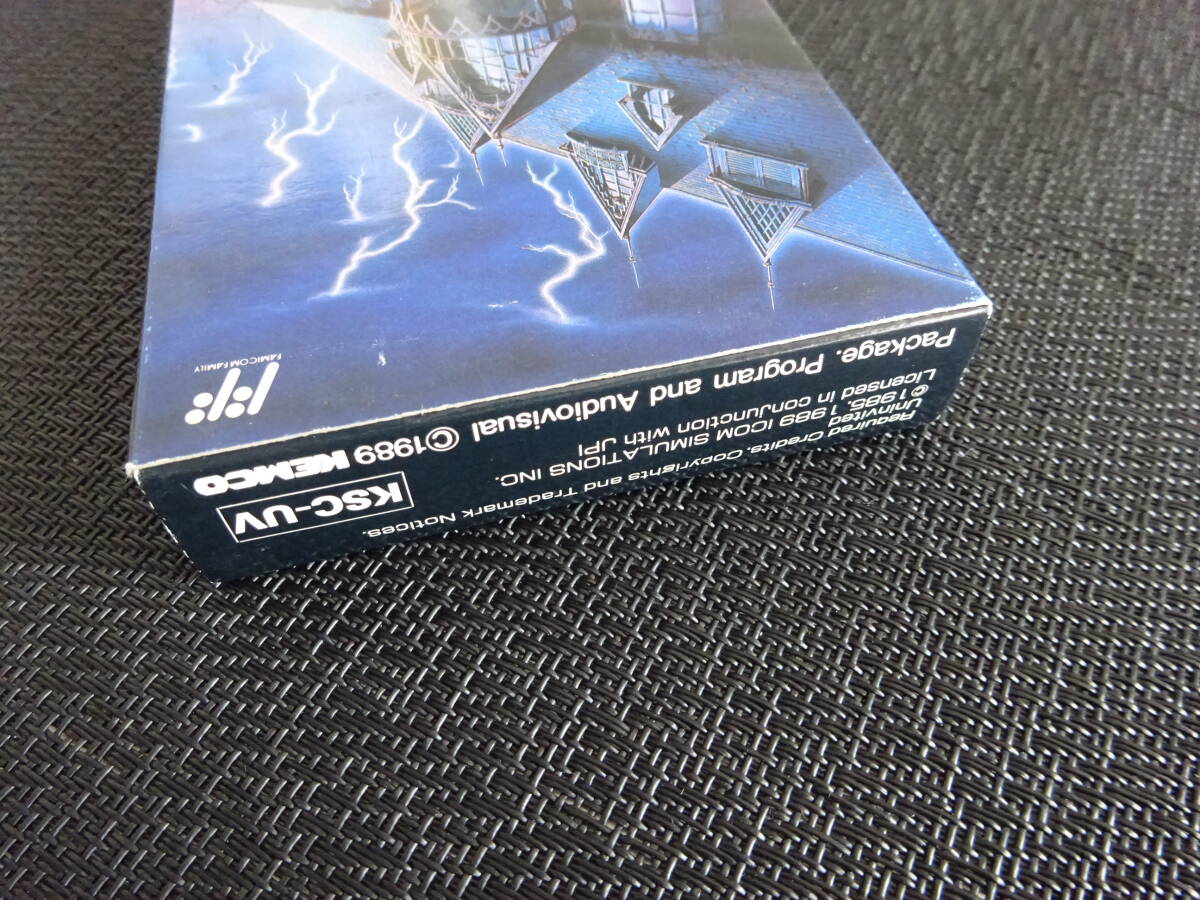 Required Credits. Copyrights and Trademark Notices.
Uninvited
©1985, 1989 ICOM SIMULATIONS INC.
Licensed in conjunction with JPI
Package. Program and Audiovisual ©1989 KEMCO
KSC-UV
FAMICOM FAMILY